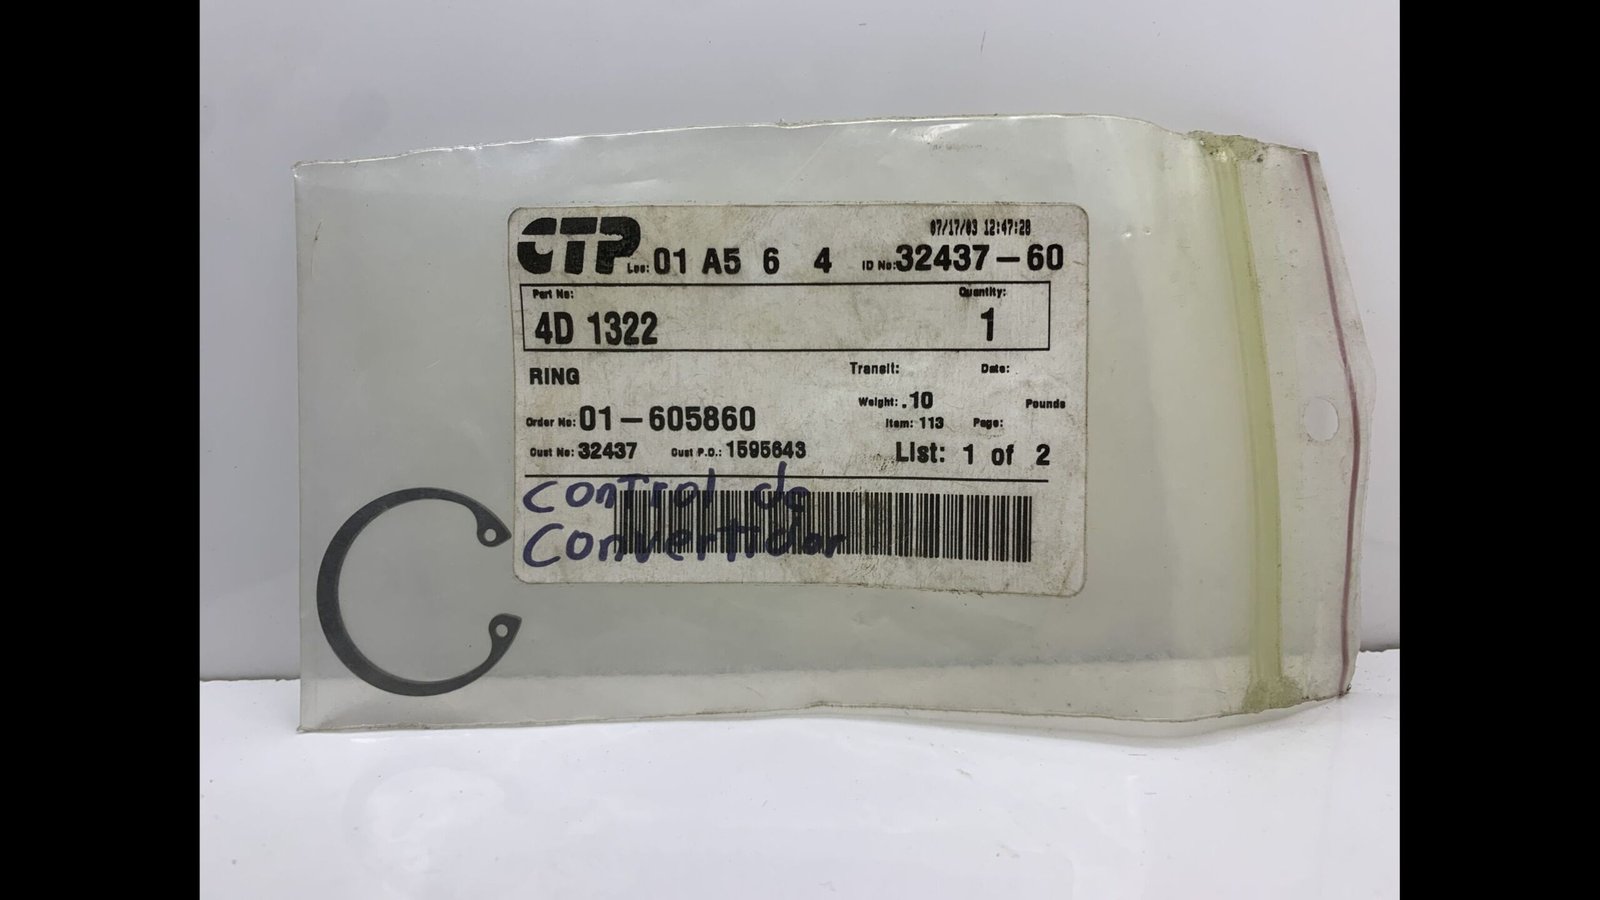 07/17/03 12:47:28
CTP Loc: 01 A5 6 4 ID No: 32437-60
Part No: Quantity:
4D 1322 1
RING Transit: Date:
Weight: .10 Pounds
Order No: 01-605860 Item: 113 Page:
Cust No: 32437 Cust P.O.: 1595643 List: 1 of 2
Control de
Convertidor